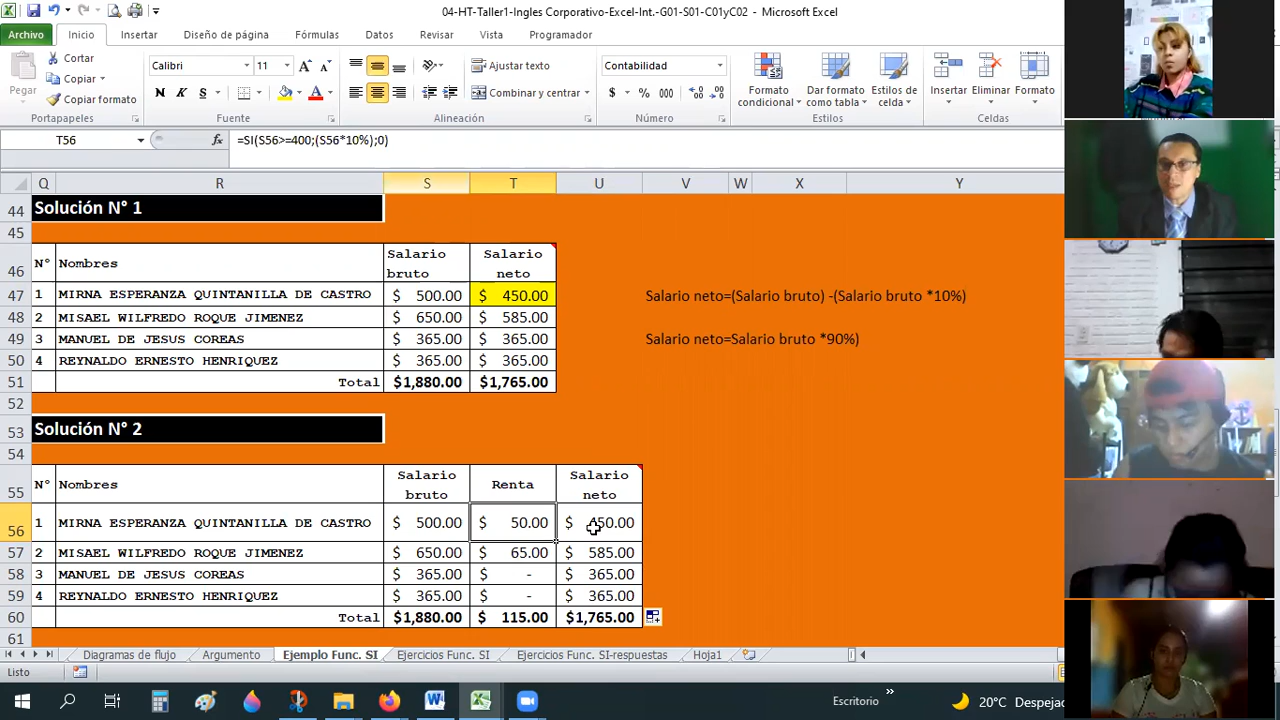 04-HT-Taller1-Ingles Corporativo-Excel-Int.-G01-S01-C01yC02 - Microsoft Excel
Archivo Inicio Insertar Diseño de página Fórmulas Datos Revisar Vista Programador
Pegar
Cortar
Copiar
Copiar formato
Portapapeles
Calibri 11
N K S
Fuente
Ajustar texto
Combinar y centrar
Alineación
Contabilidad
$ % 000
Número
Formato condicional
Dar formato como tabla
Estilos de celda
Estilos
Insertar Eliminar Formato
Celdas
T56 fx =SI(S56>=400;(S56*10%);0)
Q R S T U V W X Y
44 Solución N° 1
45
46 N° Nombres Salario bruto Salario neto
47 1 MIRNA ESPERANZA QUINTANILLA DE CASTRO $ 500.00 $ 450.00 Salario neto=(Salario bruto) -(Salario bruto *10%)
48 2 MISAEL WILFREDO ROQUE JIMENEZ $ 650.00 $ 585.00
49 3 MANUEL DE JESUS COREAS $ 365.00 $ 365.00 Salario neto=Salario bruto *90%)
50 4 REYNALDO ERNESTO HENRIQUEZ $ 365.00 $ 365.00
51 Total $1,880.00 $1,765.00
52
53 Solución N° 2
54
55 N° Nombres Salario bruto Renta Salario neto
56 1 MIRNA ESPERANZA QUINTANILLA DE CASTRO $ 500.00 $ 50.00 $ 450.00
57 2 MISAEL WILFREDO ROQUE JIMENEZ $ 650.00 $ 65.00 $ 585.00
58 3 MANUEL DE JESUS COREAS $ 365.00 $ - $ 365.00
59 4 REYNALDO ERNESTO HENRIQUEZ $ 365.00 $ - $ 365.00
60 Total $1,880.00 $ 115.00 $1,765.00
61
Diagramas de flujo Argumento Ejemplo Func. SI Ejercicios Func. SI Ejercicios Func. SI-respuestas Hoja1
Listo
Escritorio » 20°C Despejad